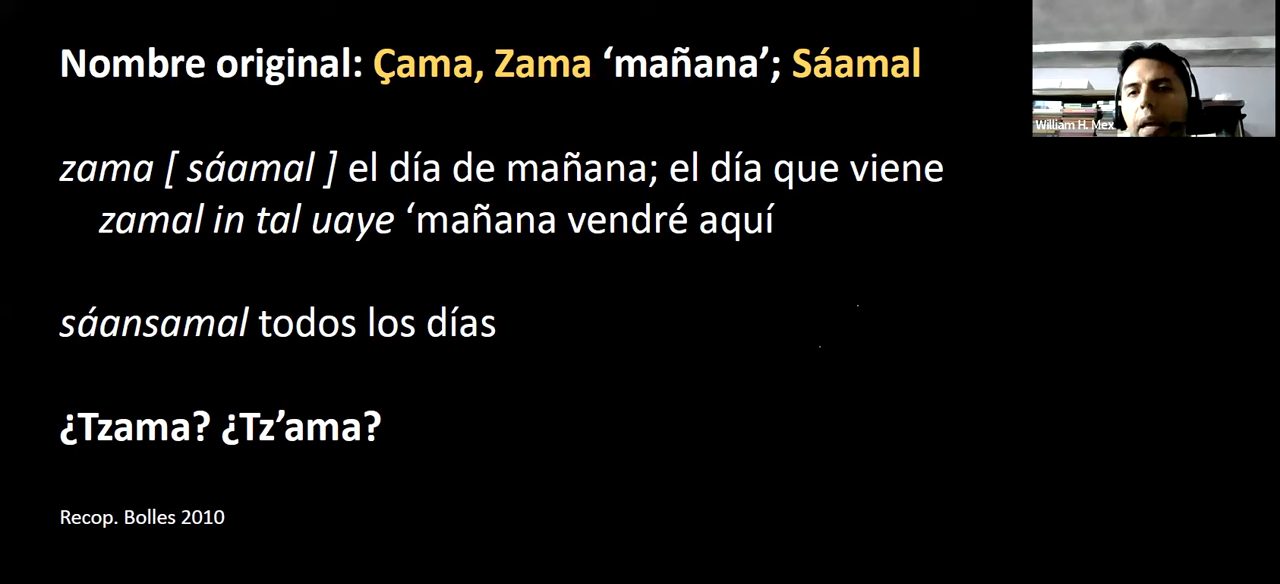 Nombre original: Çama, Zama ‘mañana’; Sáamal
William H. Mex
zama [ sáamal ] el día de mañana; el día que viene
zamal in tal uaye ‘mañana vendré aquí
sáansamal todos los días
¿Tzama? ¿Tz’ama?
Recop. Bolles 2010